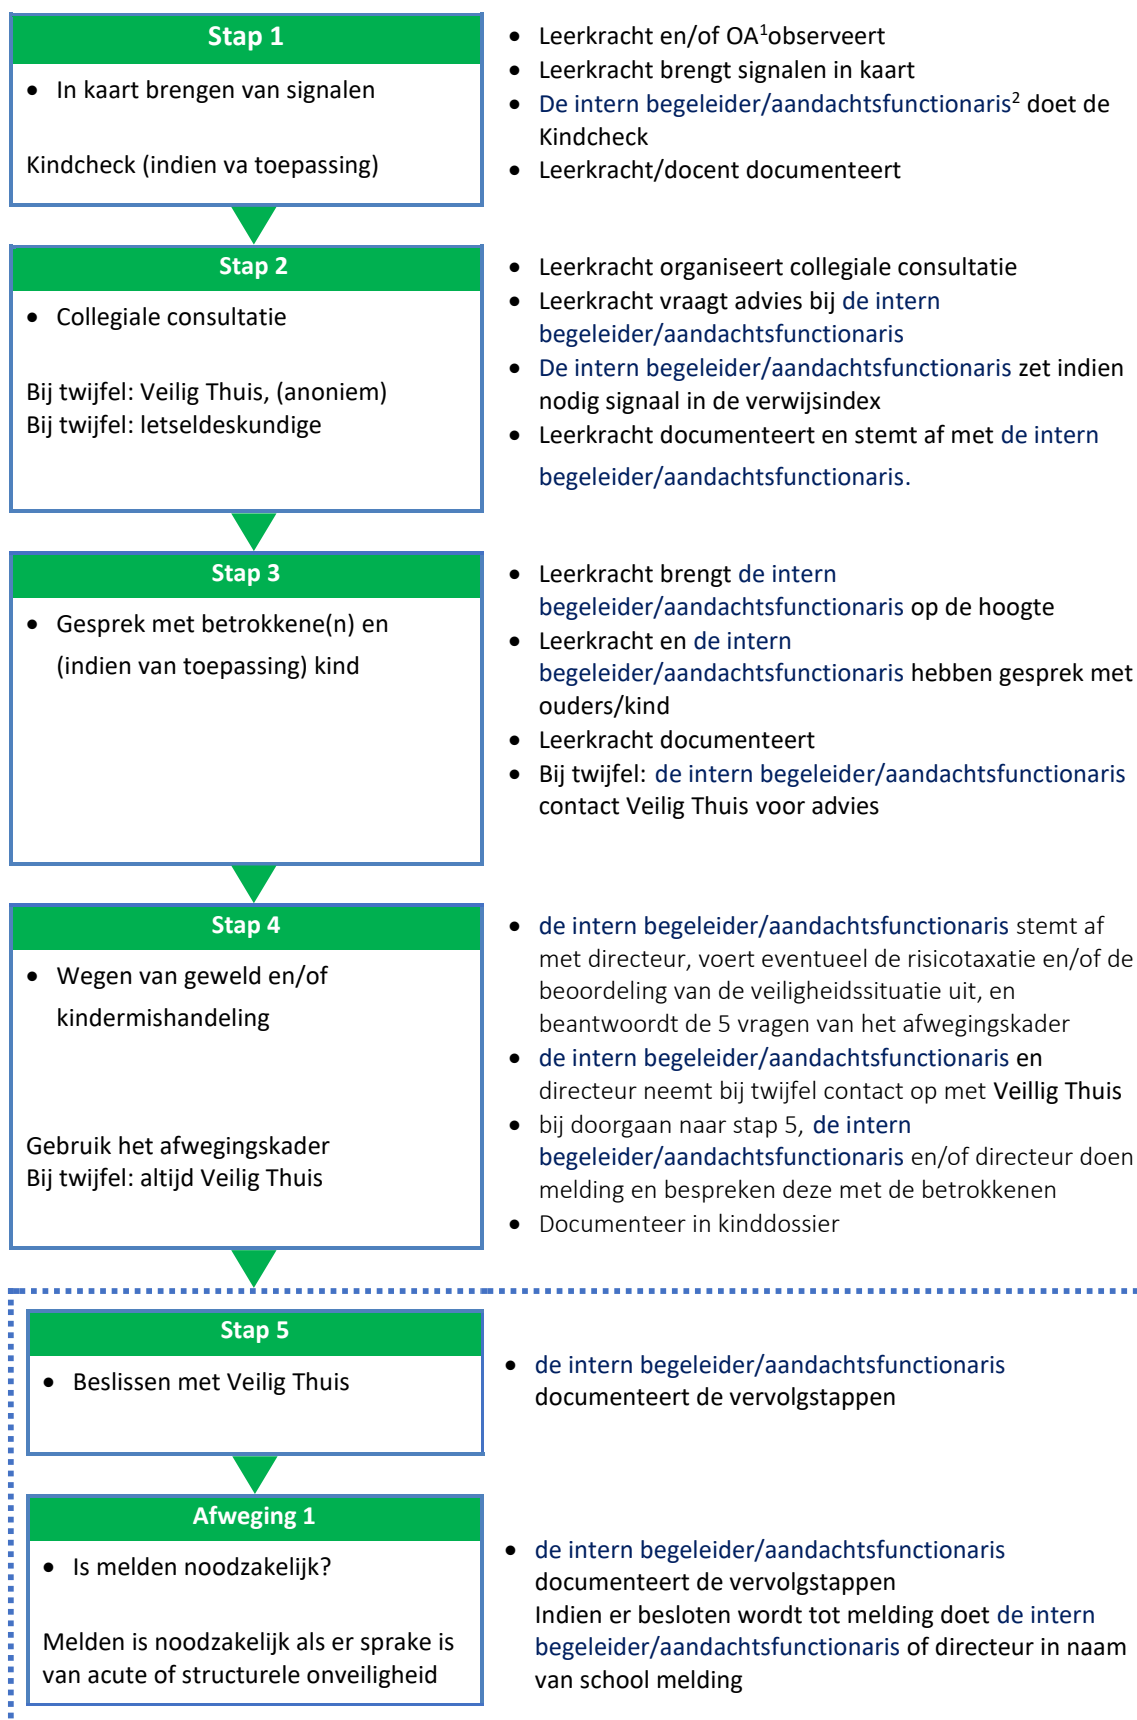 Stap 1
• In kaart brengen van signalen
Kindcheck (indien va toepassing)
• Leerkracht en/of OA¹observeert
• Leerkracht brengt signalen in kaart
• De intern begeleider/aandachtsfunctionaris² doet de
Kindcheck
• Leerkracht/docent documenteert
Stap 2
• Collegiale consultatie
Bij twijfel: Veilig Thuis, (anoniem)
Bij twijfel: letseldeskundige
• Leerkracht organiseert collegiale consultatie
• Leerkracht vraagt advies bij de intern
begeleider/aandachtsfunctionaris
• De intern begeleider/aandachtsfunctionaris zet indien
nodig signaal in de verwijsindex
• Leerkracht documenteert en stemt af met de intern
begeleider/aandachtsfunctionaris.
Stap 3
• Gesprek met betrokkene(n) en
(indien van toepassing) kind
• Leerkracht brengt de intern
begeleider/aandachtsfunctionaris op de hoogte
• Leerkracht en de intern
begeleider/aandachtsfunctionaris hebben gesprek met
ouders/kind
• Leerkracht documenteert
• Bij twijfel: de intern begeleider/aandachtsfunctionaris
contact Veilig Thuis voor advies
Stap 4
• Wegen van geweld en/of
kindermishandeling
Gebruik het afwegingskader
Bij twijfel: altijd Veilig Thuis
• de intern begeleider/aandachtsfunctionaris stemt af
met directeur, voert eventueel de risicotaxatie en/of de
beoordeling van de veiligheidssituatie uit, en
beantwoordt de 5 vragen van het afwegingskader
• de intern begeleider/aandachtsfunctionaris en
directeur neemt bij twijfel contact op met Veillig Thuis
• bij doorgaan naar stap 5, de intern
begeleider/aandachtsfunctionaris en/of directeur doen
melding en bespreken deze met de betrokkenen
• Documenteer in kinddossier
Stap 5
• Beslissen met Veilig Thuis
• de intern begeleider/aandachtsfunctionaris
documenteert de vervolgstappen
Afweging 1
• Is melden noodzakelijk?
Melden is noodzakelijk als er sprake is
van acute of structurele onveiligheid
• de intern begeleider/aandachtsfunctionaris
documenteert de vervolgstappen
Indien er besloten wordt tot melding doet de intern
begeleider/aandachtsfunctionaris of directeur in naam
van school melding